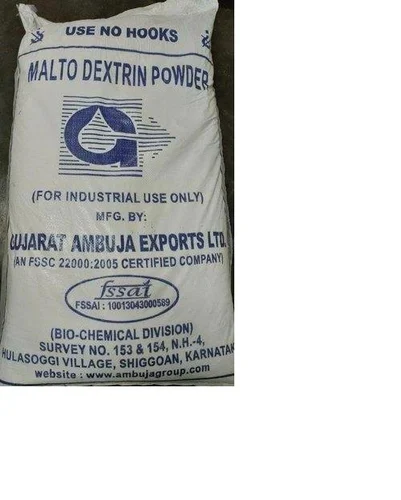 USE NO HOOKS
MALTO DEXTRIN POWDER
(FOR INDUSTRIAL USE ONLY)
MFG. BY:
GUJARAT AMBUJA EXPORTS LTD.
(AN FSSC 22000:2005 CERTIFIED COMPANY)
fssai
FSSAI : 10013043000589
(BIO-CHEMICAL DIVISION)
SURVEY NO. 153 & 154, N.H.-4,
HULASOGGI VILLAGE, SHIGGOAN, KARNATAK
website : www.ambujagroup.com